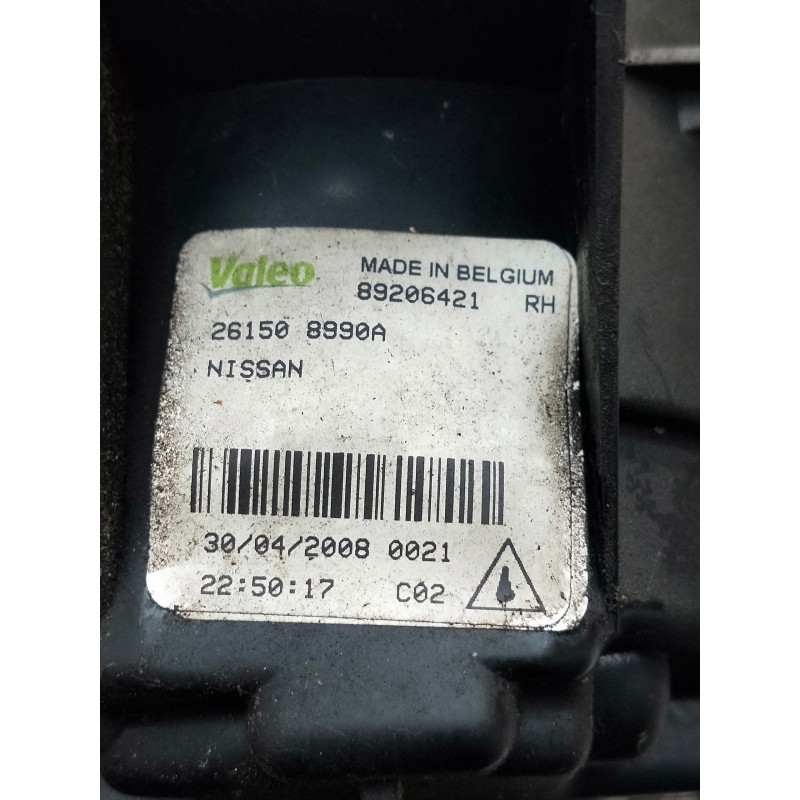 Valeo MADE IN BELGIUM
89206421 RH
26150 8990A
NISSAN
30/04/2008 0021
22:50:17 C02